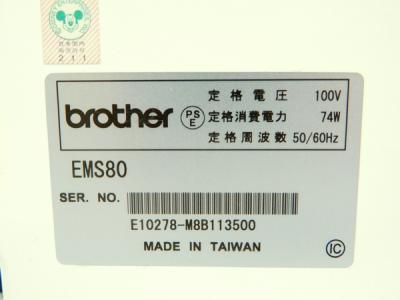 211
brother
PS
E
定格電圧 100V
定格消費電力 74W
定格周波数 50/60Hz
EMS80
SER. NO.
E10278-M8B113500
MADE IN TAIWAN
IC